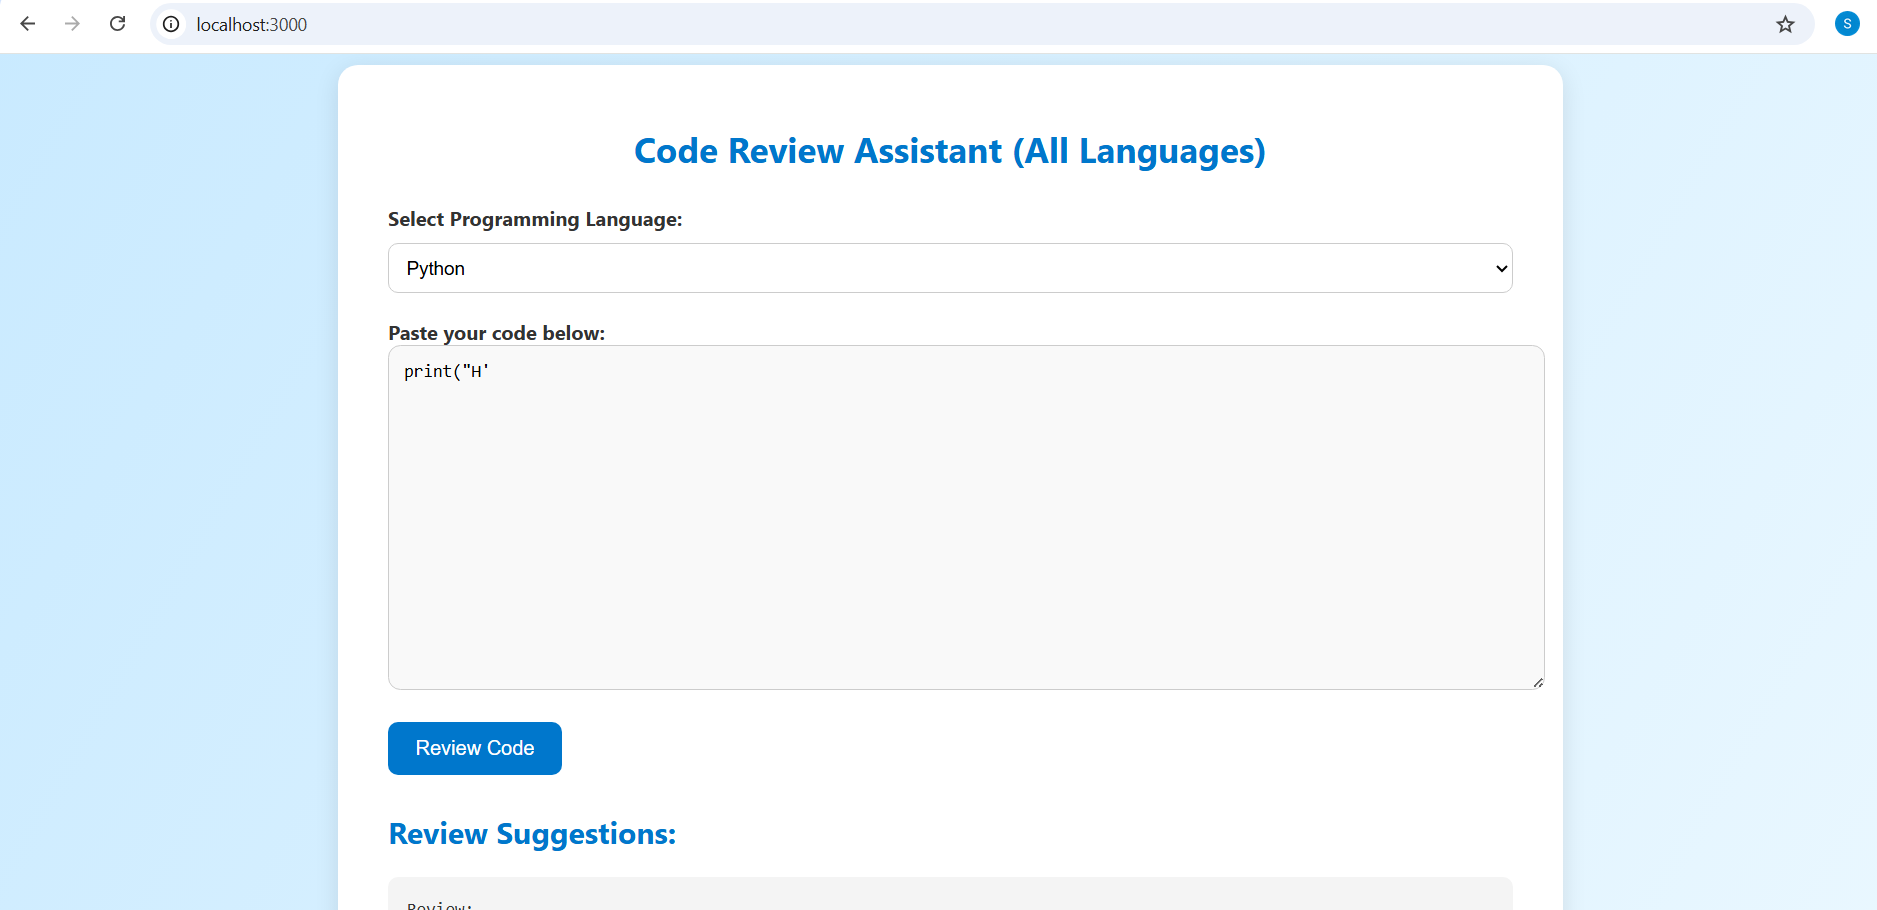 localhost:3000
S
Code Review Assistant (All Languages)
Select Programming Language:
Python
Paste your code below:
print("H'
Review Code
Review Suggestions:
Review: